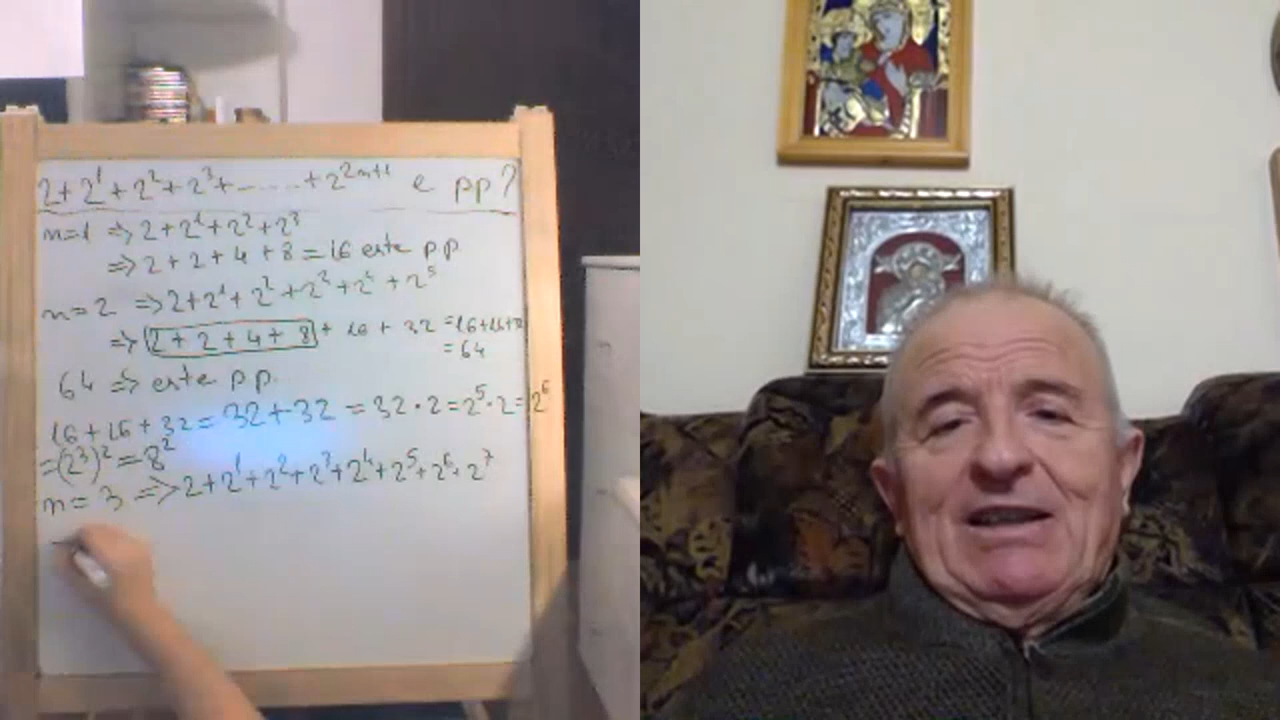 2+2¹+2²+2³+......+2²ⁿ⁺¹ e pp?
n=1 => 2+2¹+2²+2³
=> 2+2+4+8=16 este pp
n=2 => 2+2¹+2²+2³+2⁴+2⁵
=> 2+2+4+8 + 16 + 32 =16+16+32
=64
64 => este pp.
16+16+32=32+32=32·2=2⁵·2=2⁶
=(2³)²=8²
n=3 => 2+2¹+2²+2³+2⁴+2⁵+2⁶+2⁷